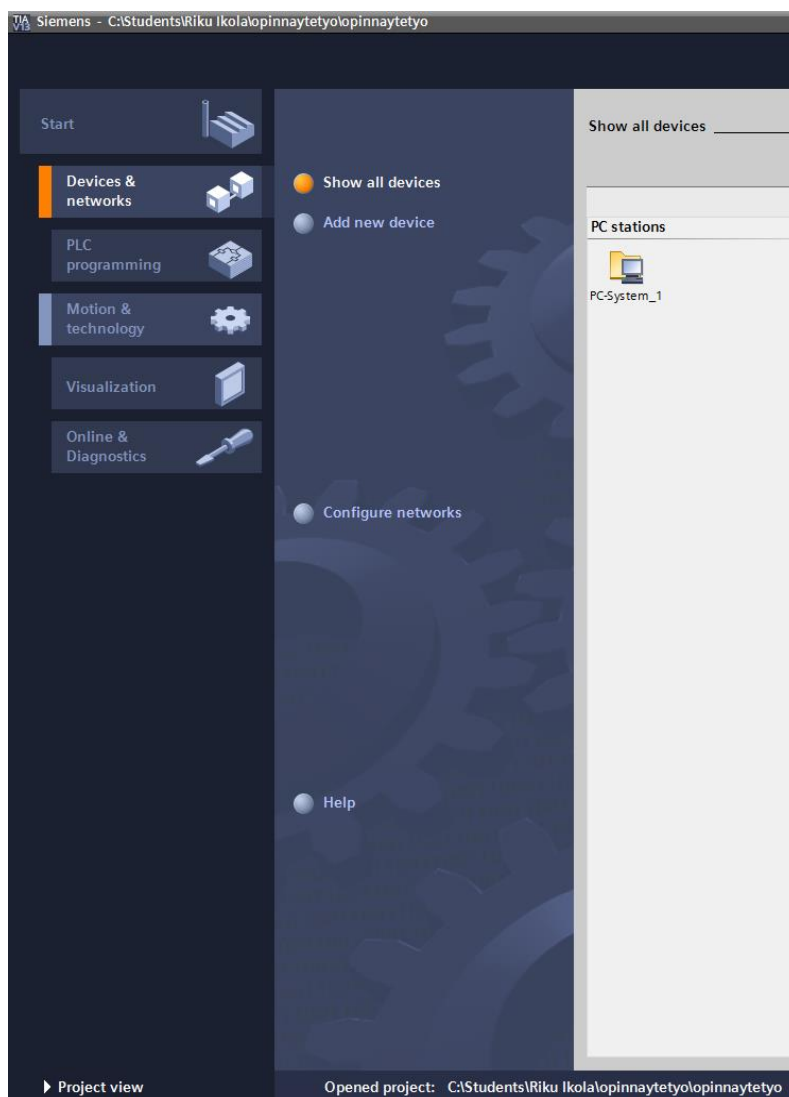 TIA V13 Siemens - C:\Students\Riku Ikola\opinnaytetyo\opinnaytetyo
Start
Devices &
networks
PLC
programming
Motion &
technology
Visualization
Online &
Diagnostics
Show all devices
Add new device
Configure networks
Help
Show all devices
PC stations
PC-System_1
Project view
Opened project: C:\Students\Riku Ikola\opinnaytetyo\opinnaytetyo